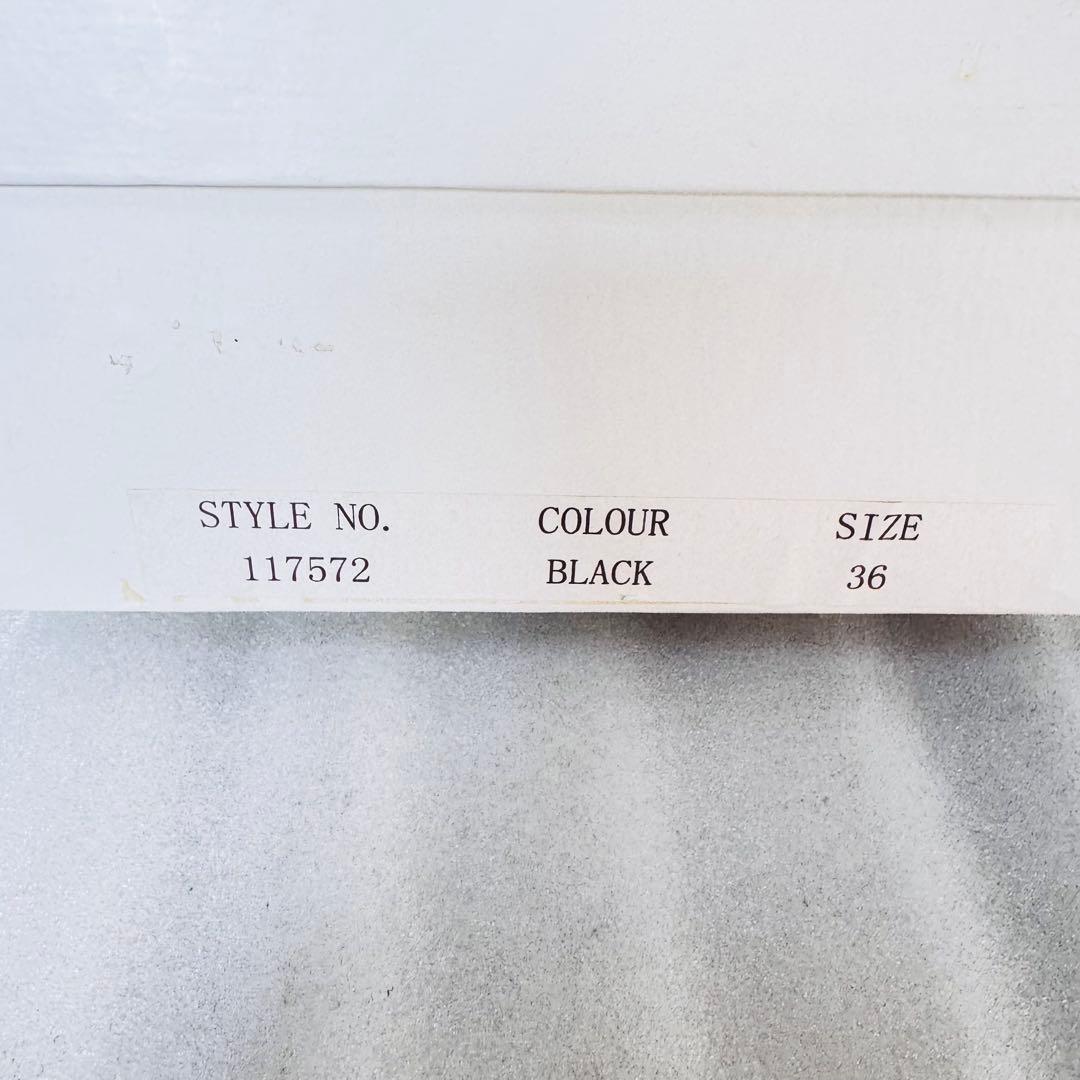 STYLE NO. COLOUR SIZE
117572 BLACK 36